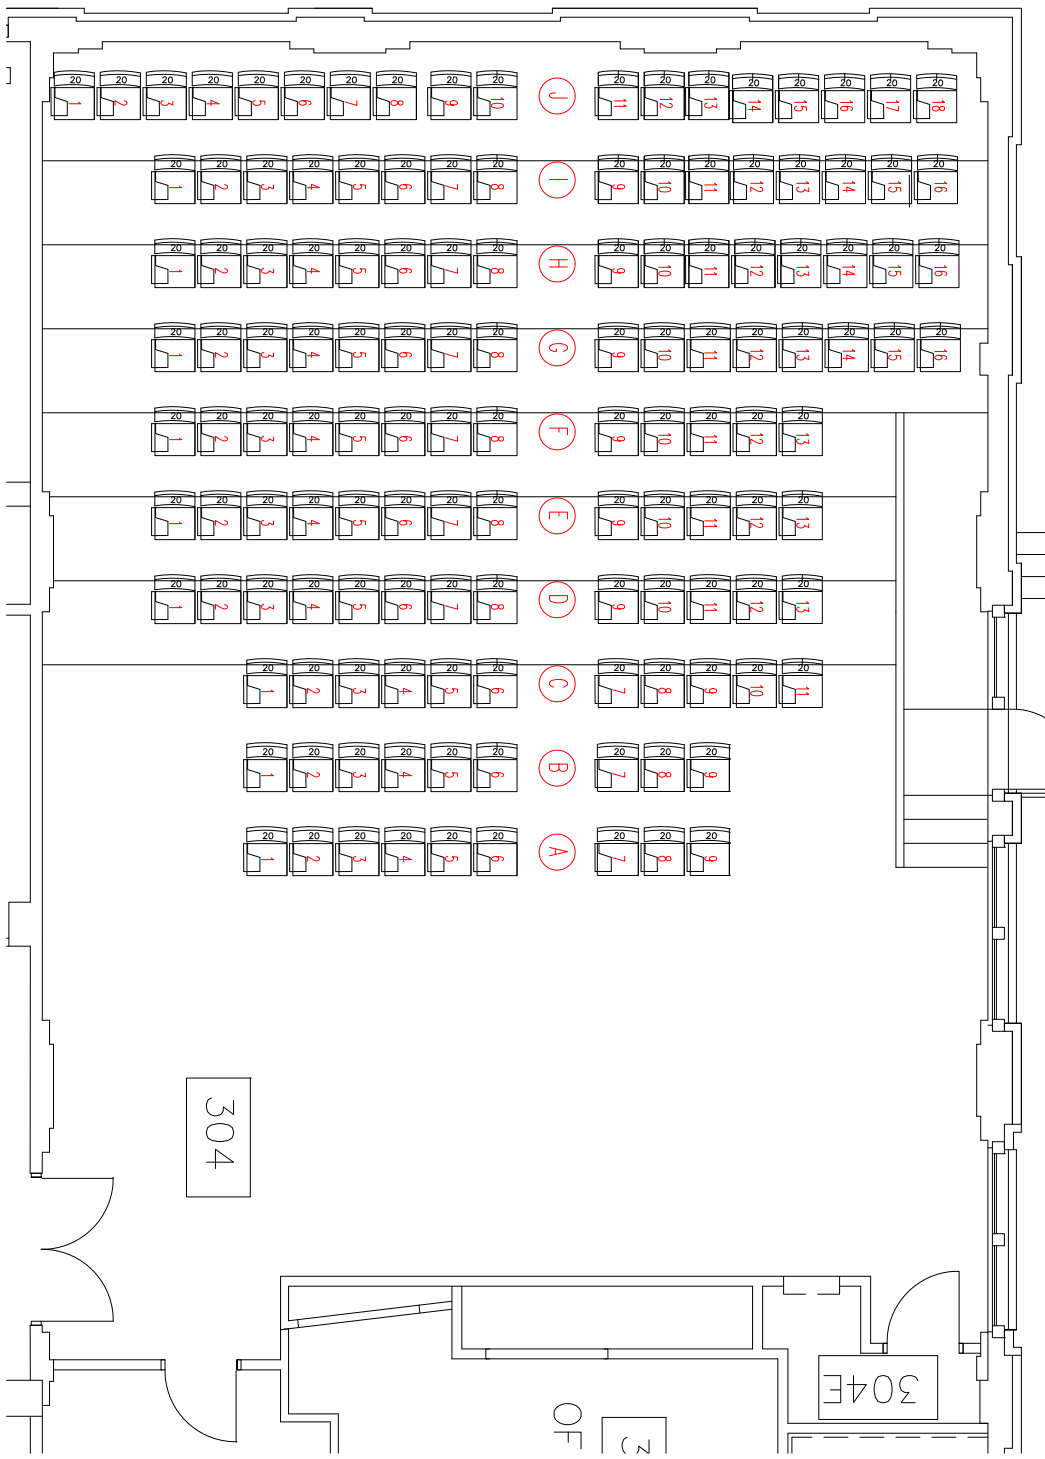 20 20 20 20 20 20 20 20 20 20 20 20 20 20 20 20 20 20
1 2 3 4 5 6 7 8 9 10 J 11 12 13 14 15 16 17 18
20 20 20 20 20 20 20 20 20 20 20 20 20 20 20 20
1 2 3 4 5 6 7 8 I 9 10 11 12 13 14 15 16
20 20 20 20 20 20 20 20 20 20 20 20 20 20 20 20
1 2 3 4 5 6 7 8 H 9 10 11 12 13 14 15 16
20 20 20 20 20 20 20 20 20 20 20 20 20 20 20 20
1 2 3 4 5 6 7 8 G 9 10 11 12 13 14 15 16
20 20 20 20 20 20 20 20 20 20 20 20 20
1 2 3 4 5 6 7 8 F 9 10 11 12 13
20 20 20 20 20 20 20 20 20 20 20 20 20
1 2 3 4 5 6 7 8 E 9 10 11 12 13
20 20 20 20 20 20 20 20 20 20 20 20 20
1 2 3 4 5 6 7 8 D 9 10 11 12 13
20 20 20 20 20 20 20 20 20 20 20
1 2 3 4 5 6 C 7 8 9 10 11
20 20 20 20 20 20 20 20 20
1 2 3 4 5 6 B 7 8 9
20 20 20 20 20 20 20 20 20
1 2 3 4 5 6 A 7 8 9
304
304E
OF
3